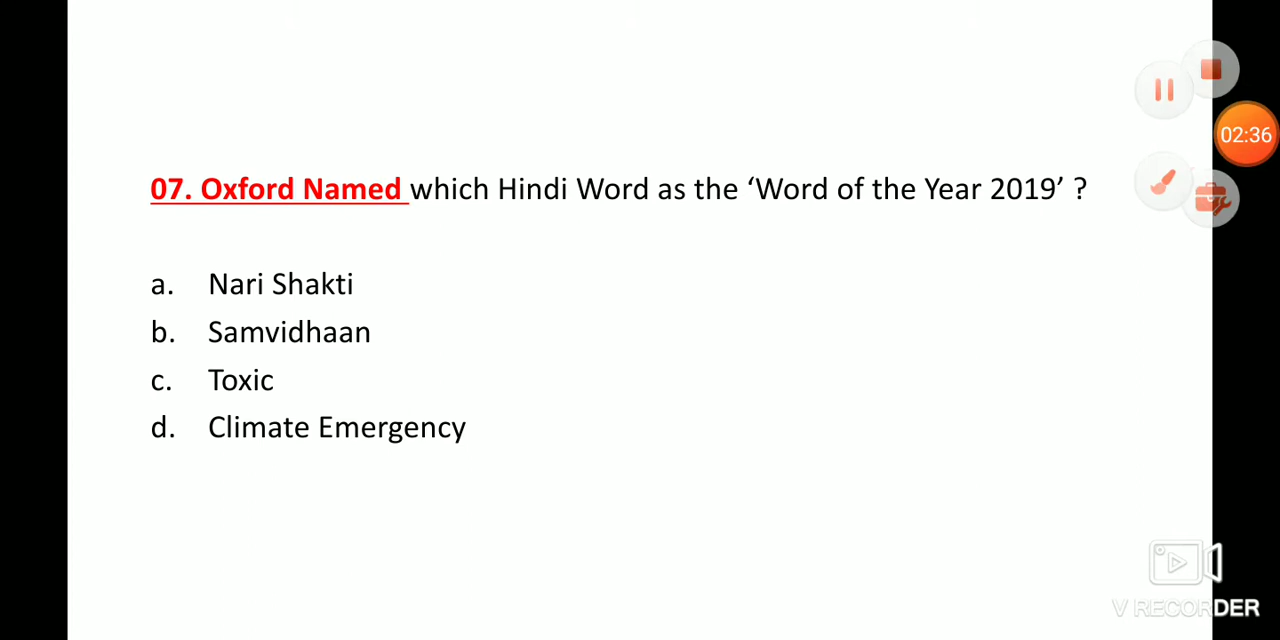 02:36
07. Oxford Named which Hindi Word as the ‘Word of the Year 2019’ ?
a. Nari Shakti
b. Samvidhaan
c. Toxic
d. Climate Emergency
V RECORDER